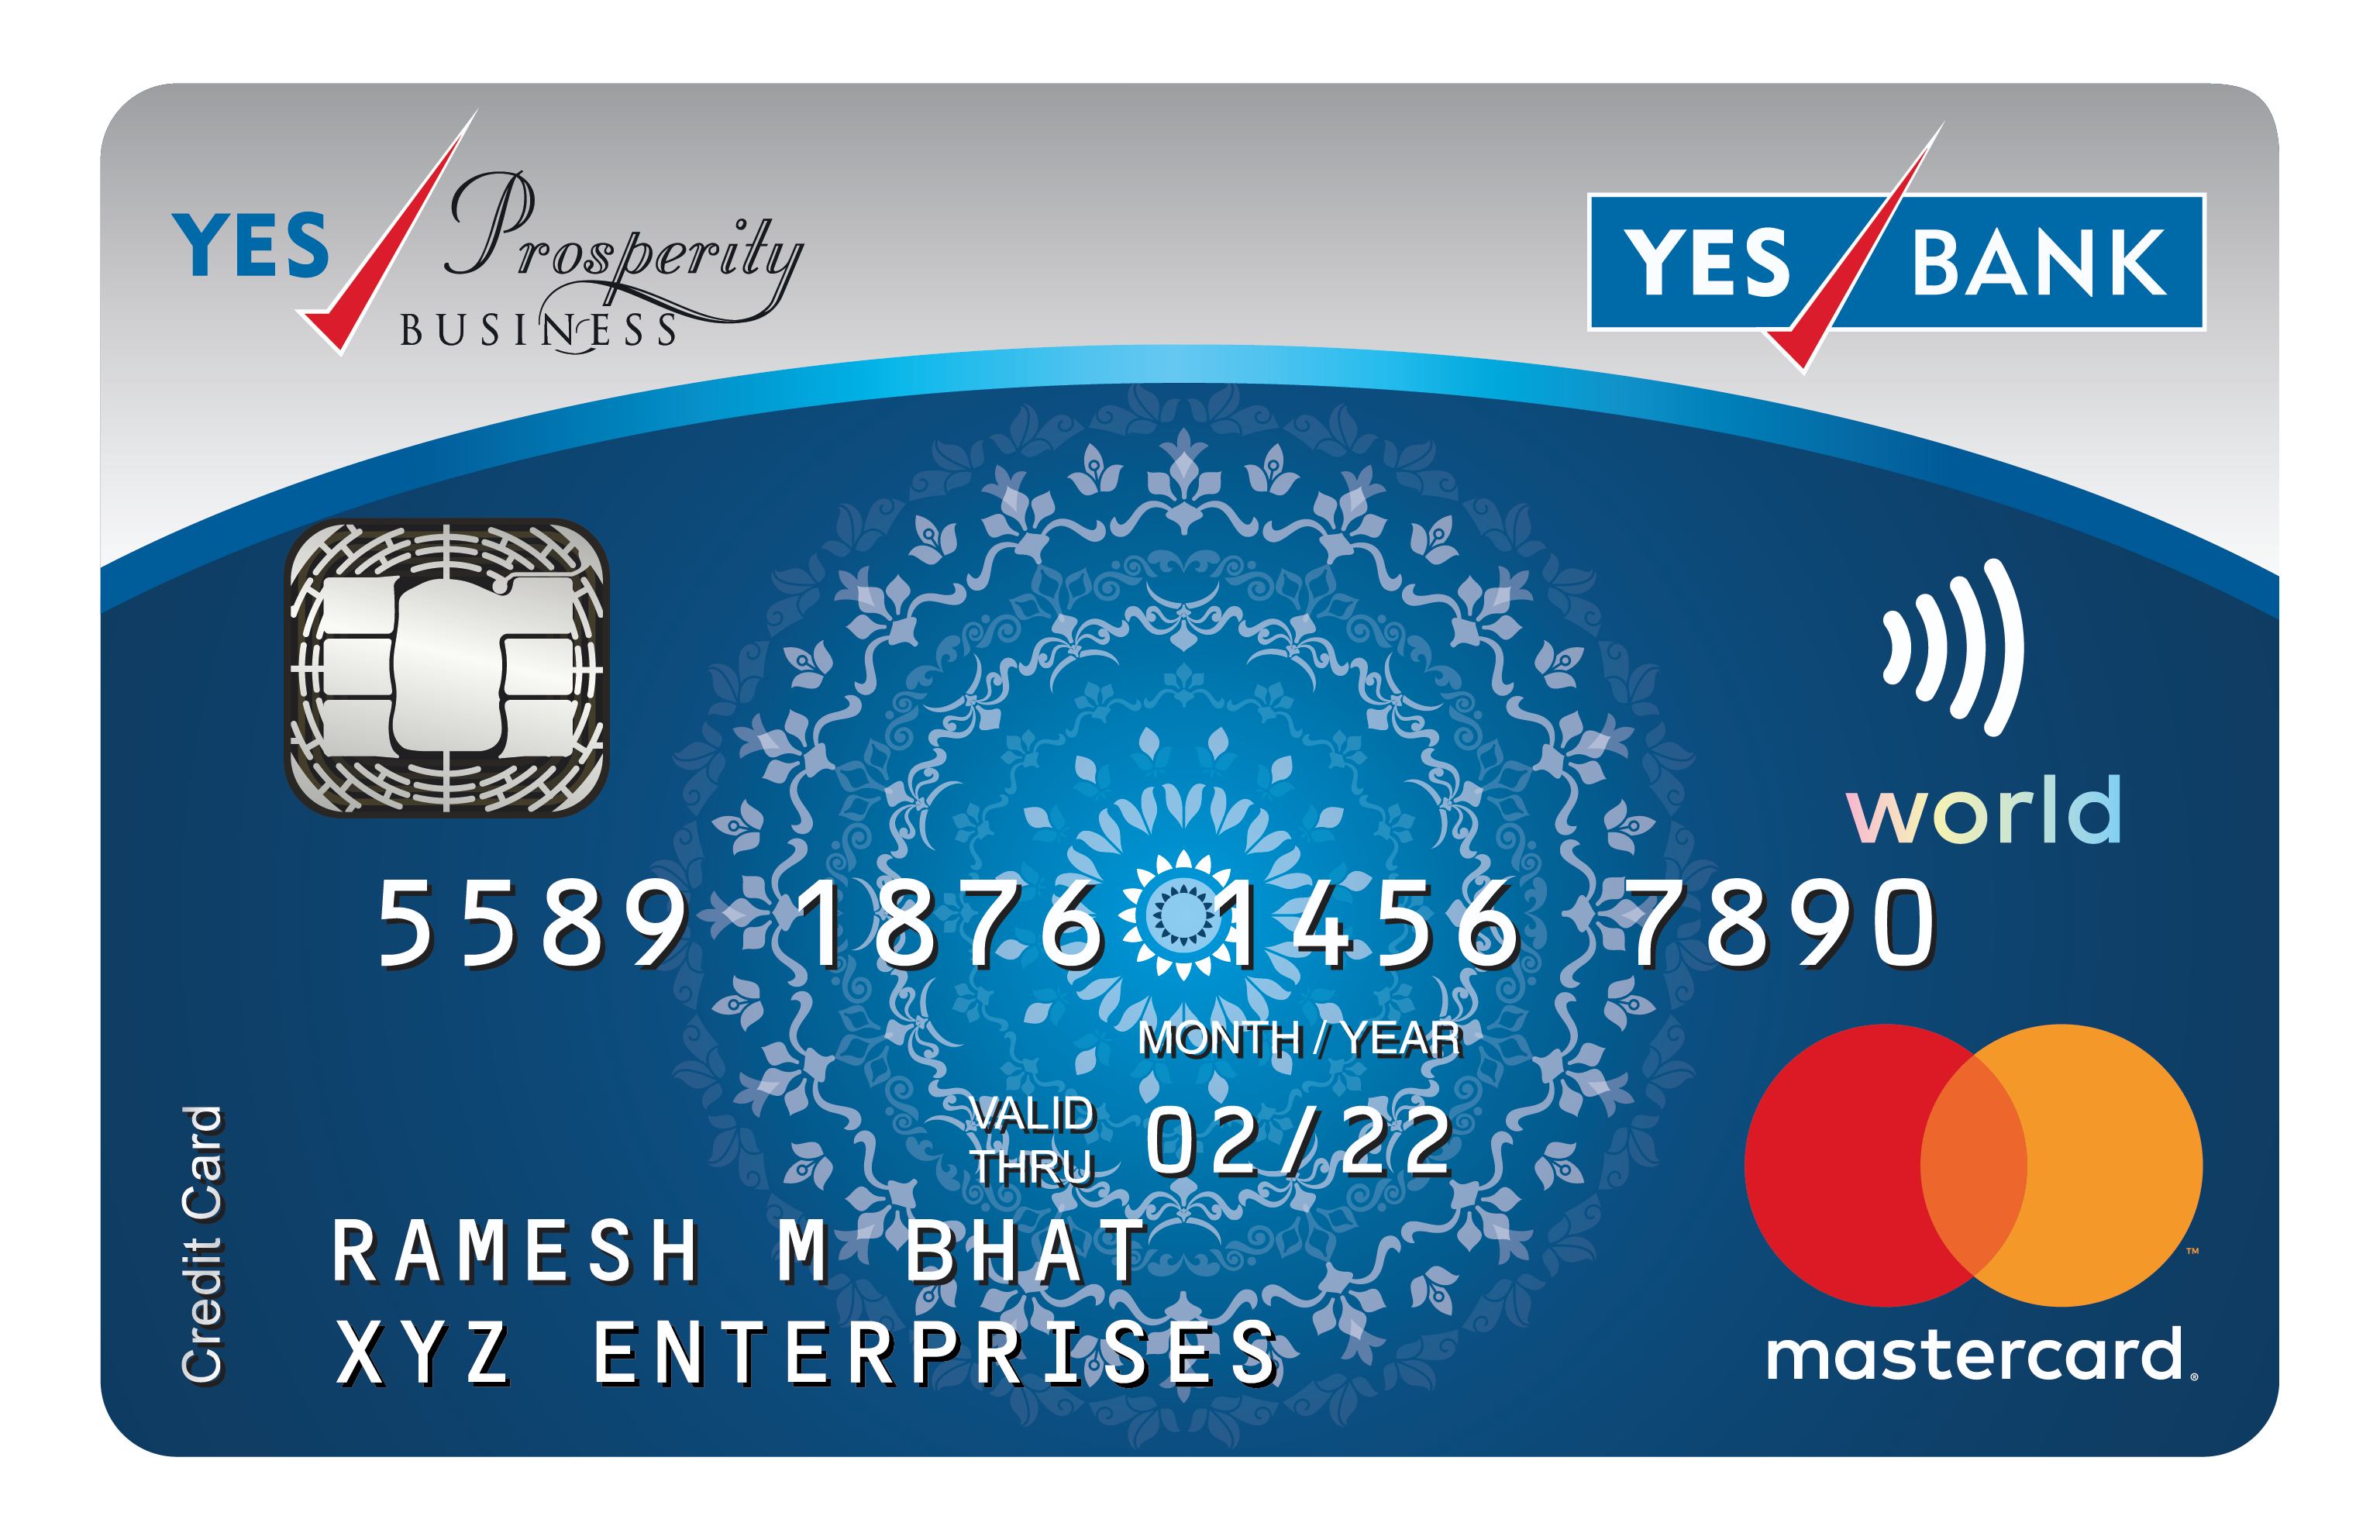 YES Prosperity
BUSINESS
YES BANK
world
5589 1876 1456 7890
MONTH / YEAR
VALID
THRU
02/22
RAMESH M BHAT
XYZ ENTERPRISES
Credit Card
mastercard